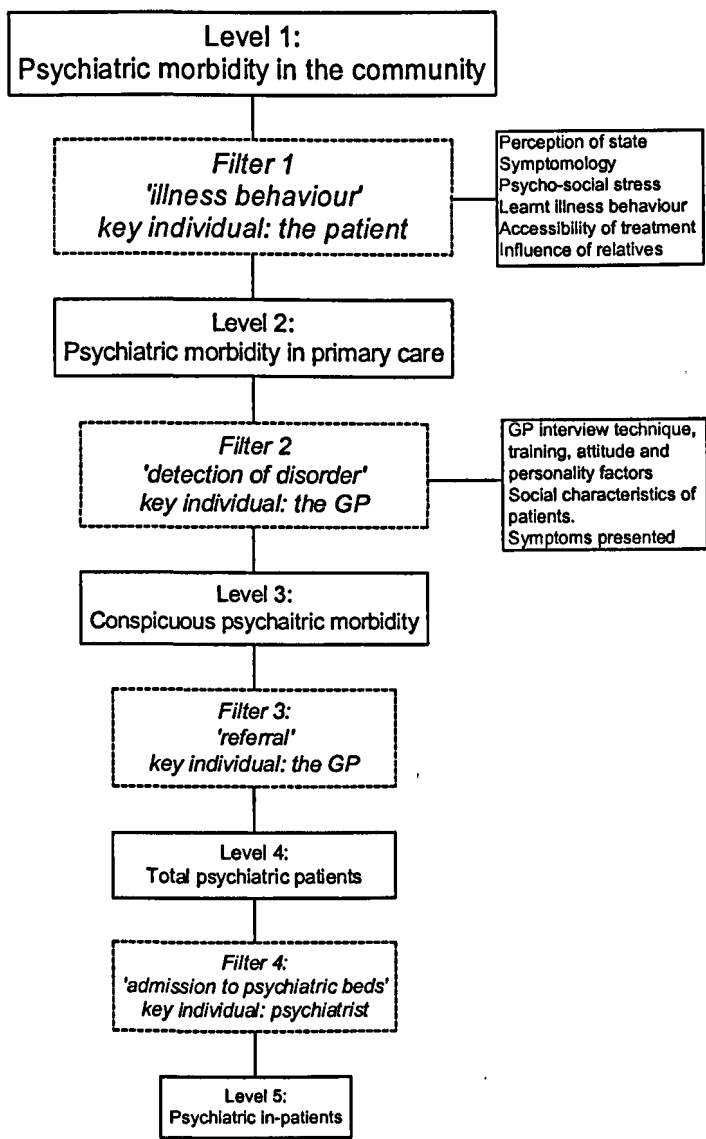 Level 1:
Psychiatric morbidity in the community
Filter 1
'illness behaviour'
key individual: the patient
Perception of state
Symptomology
Psycho-social stress
Learnt illness behaviour
Accessibility of treatment
Influence of relatives
Level 2:
Psychiatric morbidity in primary care
Filter 2
'detection of disorder'
key individual: the GP
GP interview technique,
training, attitude and
personality factors
Social characteristics of
patients.
Symptoms presented
Level 3:
Conspicuous psychaitric morbidity
Filter 3:
'referral'
key individual: the GP
Level 4:
Total psychiatric patients
Filter 4:
'admission to psychiatric beds'
key individual: psychiatrist
Level 5:
Psychiatric in-patients